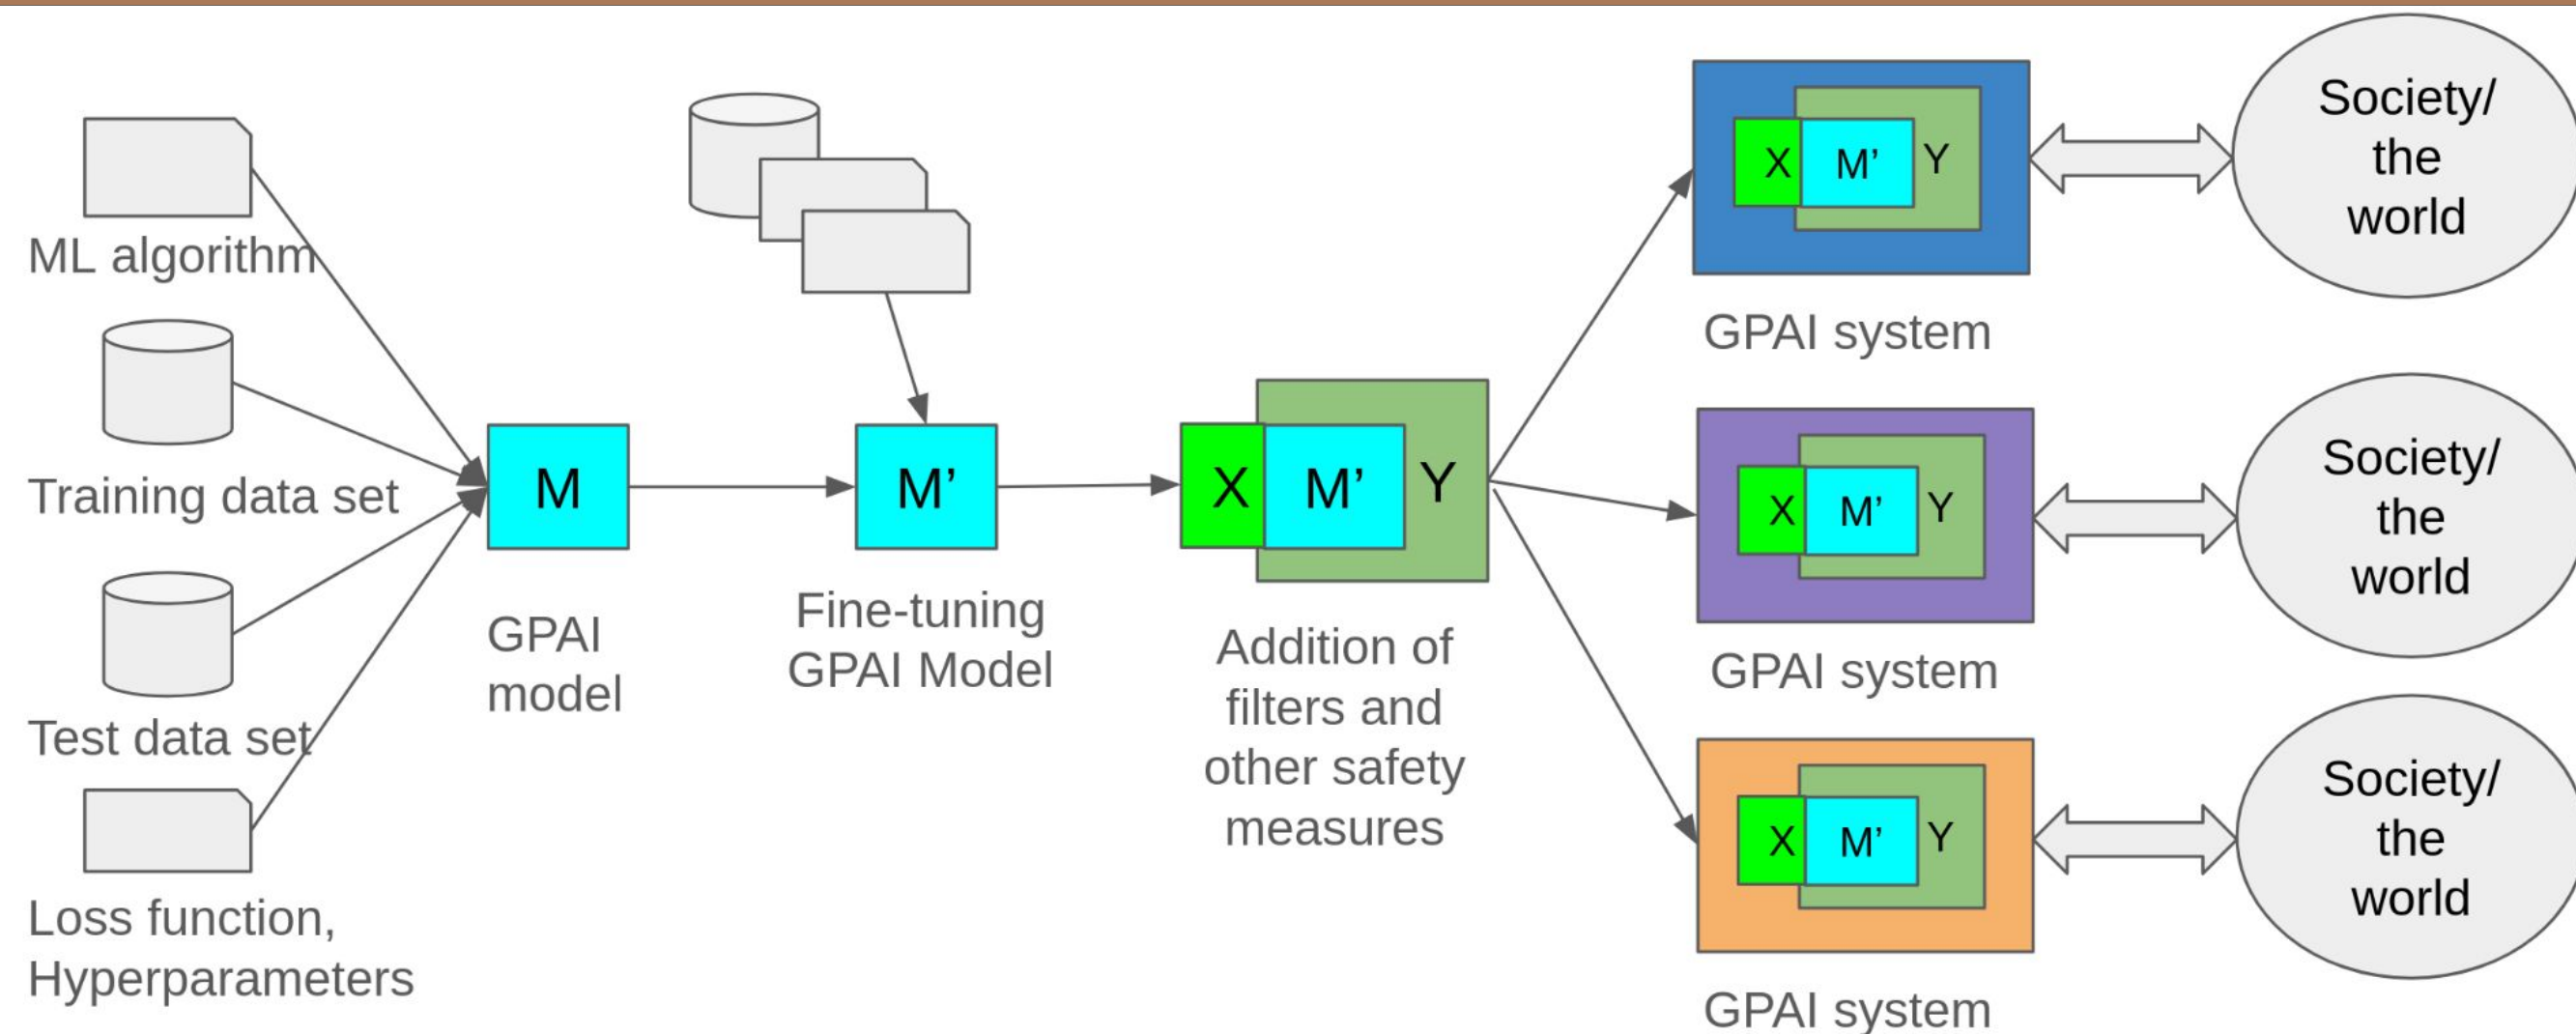 ML algorithm
Training data set
Test data set
Loss function,
Hyperparameters
M
GPAI
model
M’
Fine-tuning
GPAI Model
X M’ Y
Addition of
filters and
other safety
measures
X M’ Y
GPAI system
Society/
the
world
X M’ Y
GPAI system
Society/
the
world
X M’ Y
GPAI system
Society/
the
world